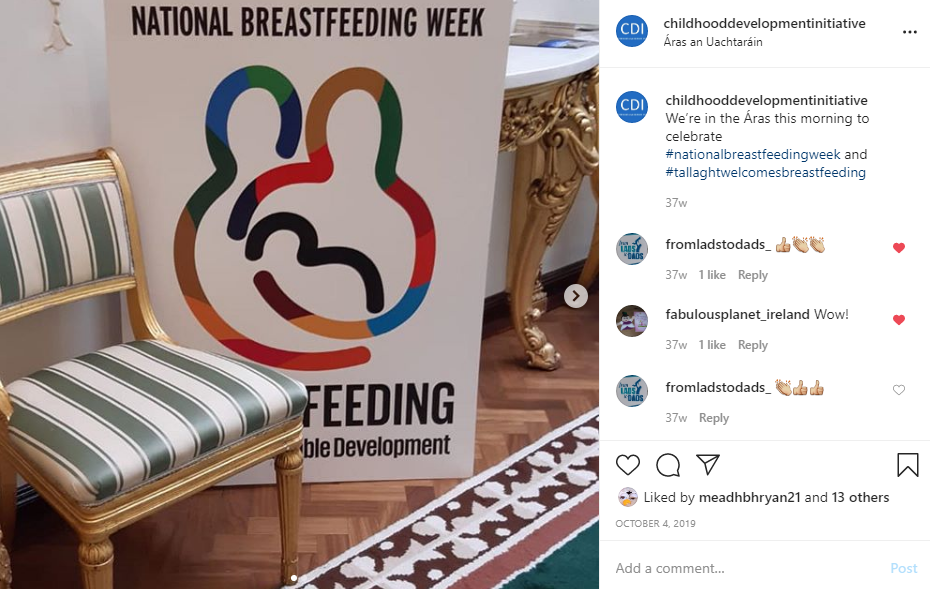 NATIONAL BREASTFEEDING WEEK
FEEDING
ble Development
CDI
childhooddevelopmentinitiative
Áras an Uachtaráin
CDI
childhooddevelopmentinitiative
We're in the Áras this morning to
celebrate
#nationalbreastfeedingweek and
#tallaghtwelcomesbreastfeeding
37w
fromladstodads_ 👍🏼👏🏼👏🏼
37w 1 like Reply
fabulousplanet_ireland Wow!
37w 1 like Reply
fromladstodads_ 👏🏼👍🏼👍🏼
37w Reply
Liked by meadhbhryan21 and 13 others
OCTOBER 4, 2019
Add a comment...
Post